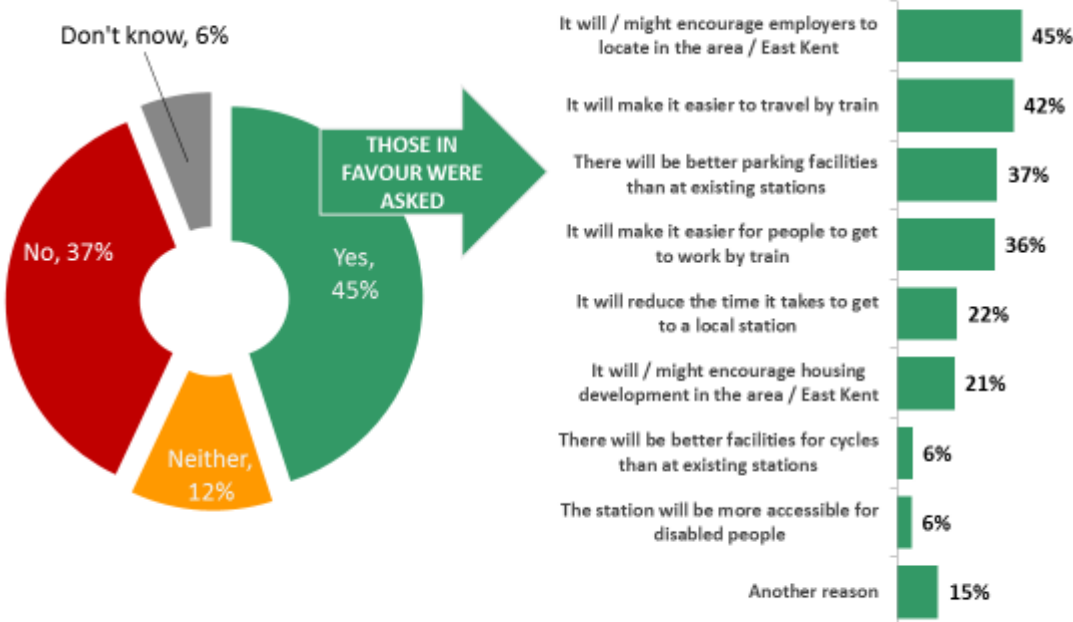 Don't know, 6%
No, 37%
Yes,
45%
Neither,
12%
THOSE IN
FAVOUR WERE
ASKED
It will / might encourage employers to
locate in the area / East Kent
45%
It will make it easier to travel by train
42%
There will be better parking facilities
than at existing stations
37%
It will make it easier for people to get
to work by train
36%
It will reduce the time it takes to get
to a local station
22%
It will / might encourage housing
development in the area / East Kent
21%
There will be better facilities for cycles
than at existing stations
6%
The station will be more accessible for
disabled people
6%
Another reason
15%